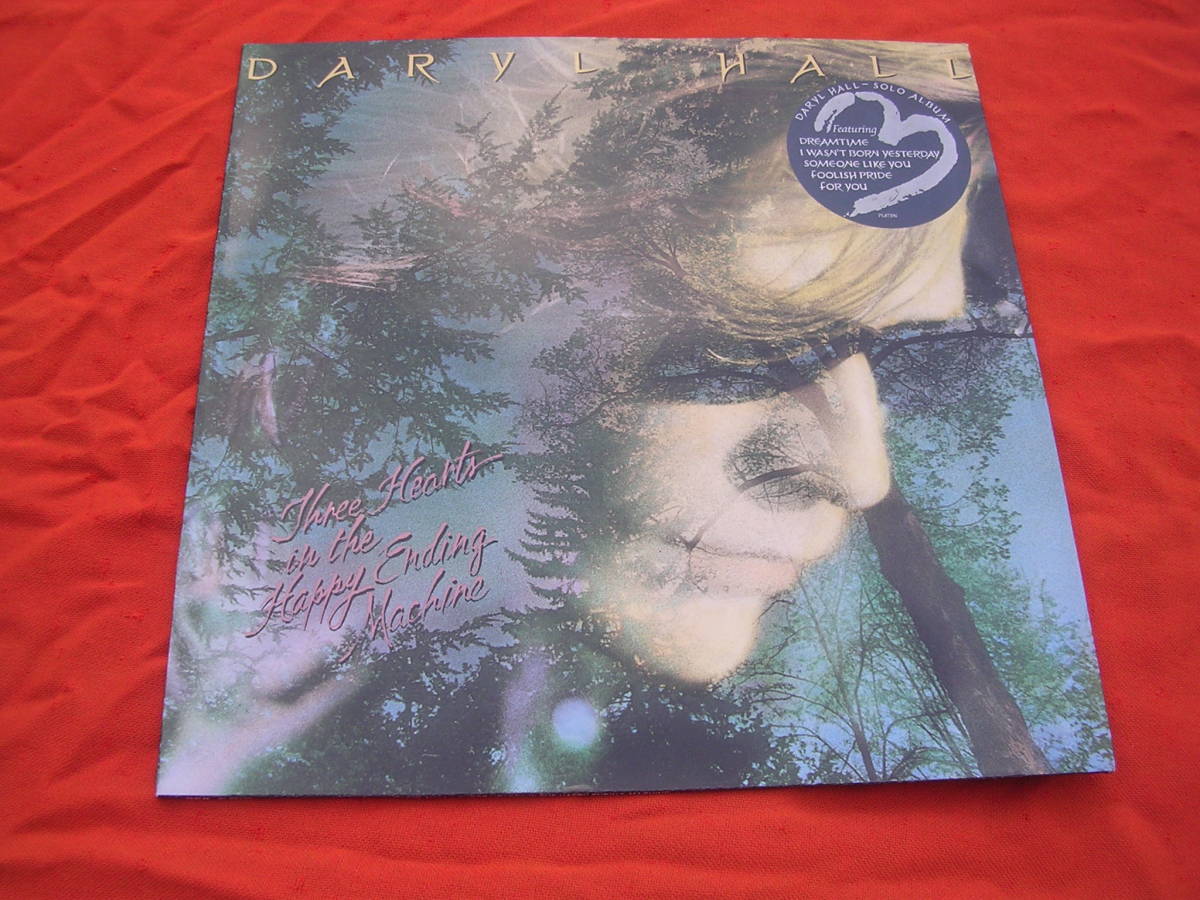 DARYL HALL
DARYL HALL - SOLO ALBUM
Featuring
DREAMTIME
I WASN'T BORN YESTERDAY
SOMEONE LIKE YOU
FOOLISH PRIDE
FOR YOU
Three Hearts
in the
Happy Ending
Machine